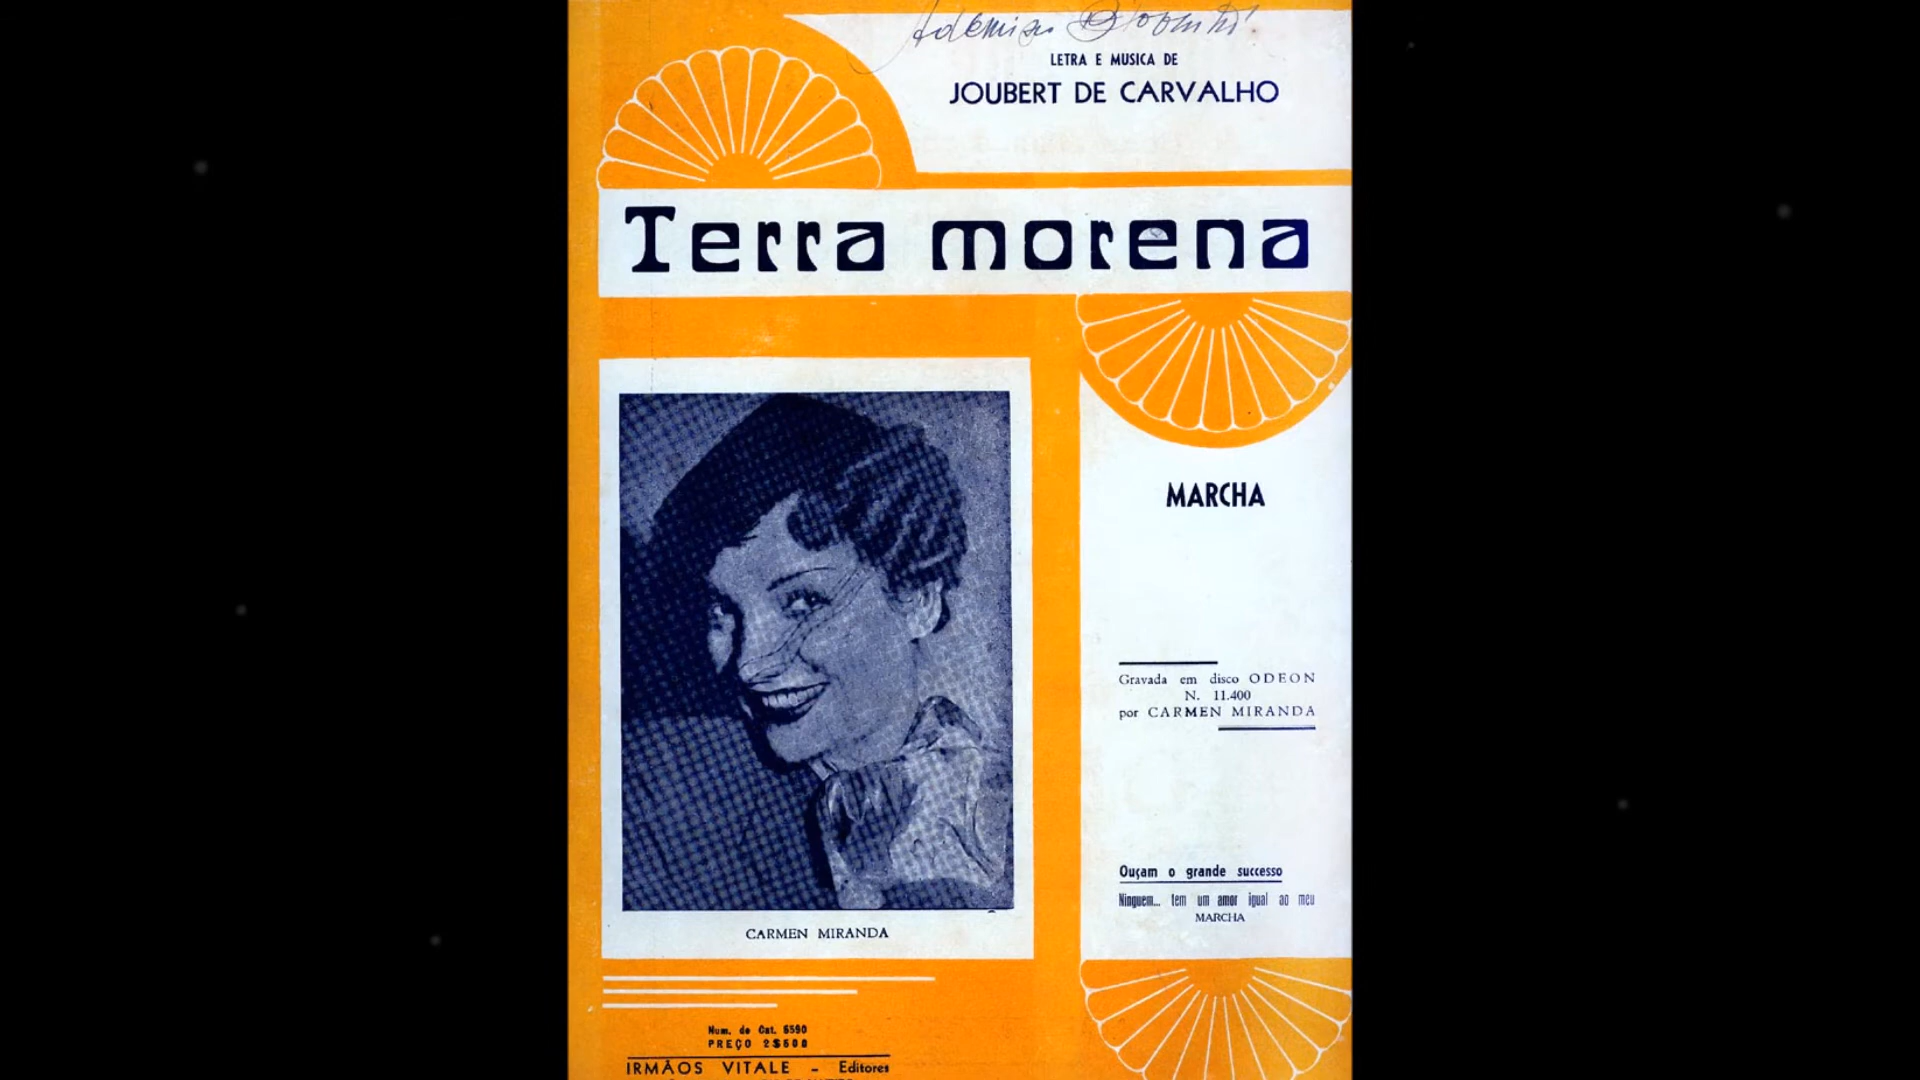 LETRA E MUSICA DE
JOUBERT DE CARVALHO
Terra morena
MARCHA
Gravada em disco ODEON
N. 11.400
por CARMEN MIRANDA
Ouçam o grande successo
Ninguem... tem um amor igual ao meu
MARCHA
CARMEN MIRANDA
Num. de Cat. 6590
PREÇO 2$500
IRMÃOS VITALE - Editores